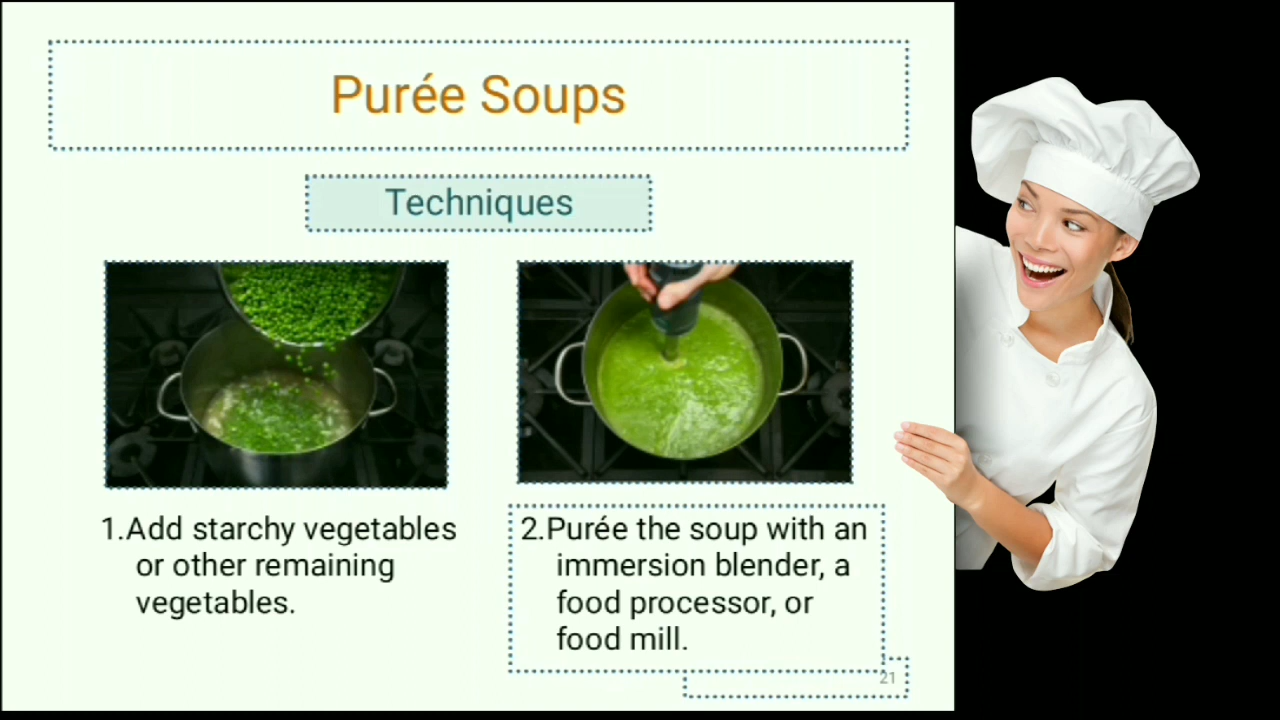 Purée Soups
Techniques
1.Add starchy vegetables
or other remaining
vegetables.
2.Purée the soup with an
immersion blender, a
food processor, or
food mill.
21